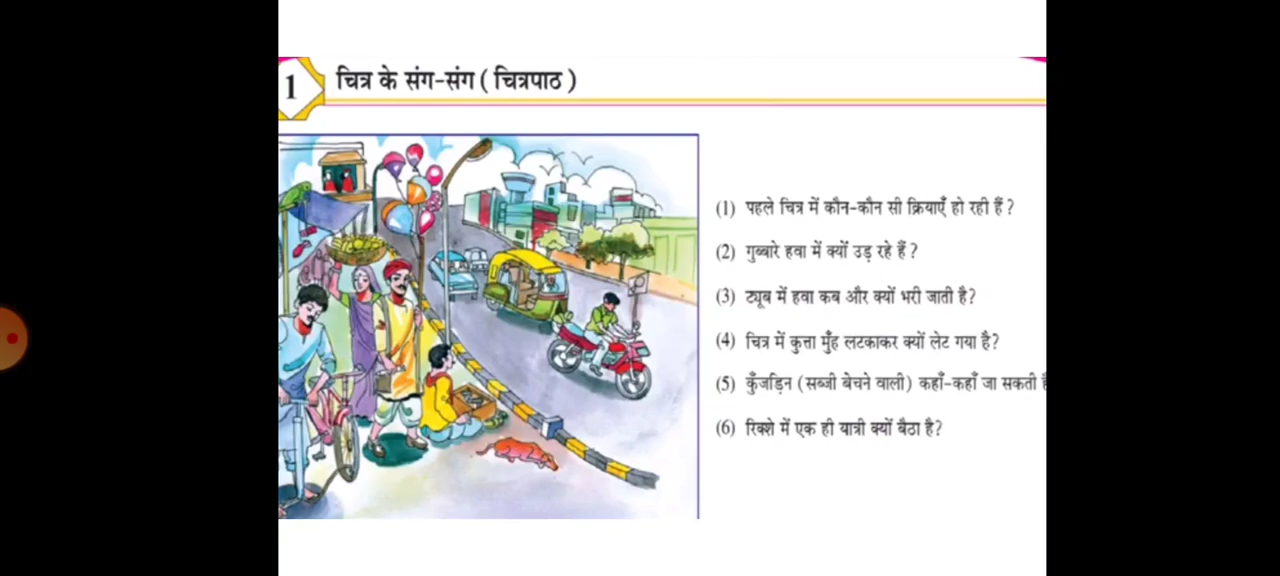 1
चित्र के संग-संग ( चित्रपाठ )
(1) पहले चित्र में कौन-कौन सी क्रियाएँ हो रही हैं ?
(2) गुब्बारे हवा में क्यों उड़ रहे हैं ?
(3) ट्यूब में हवा कब और क्यों भरी जाती है?
(4) चित्र में कुत्ता मुँह लटकाकर क्यों लेट गया है?
(5) कुँजड़िन (सब्जी बेचने वाली) कहाँ-कहाँ जा सकती
(6) रिक्शे में एक ही यात्री क्यों बैठा है?